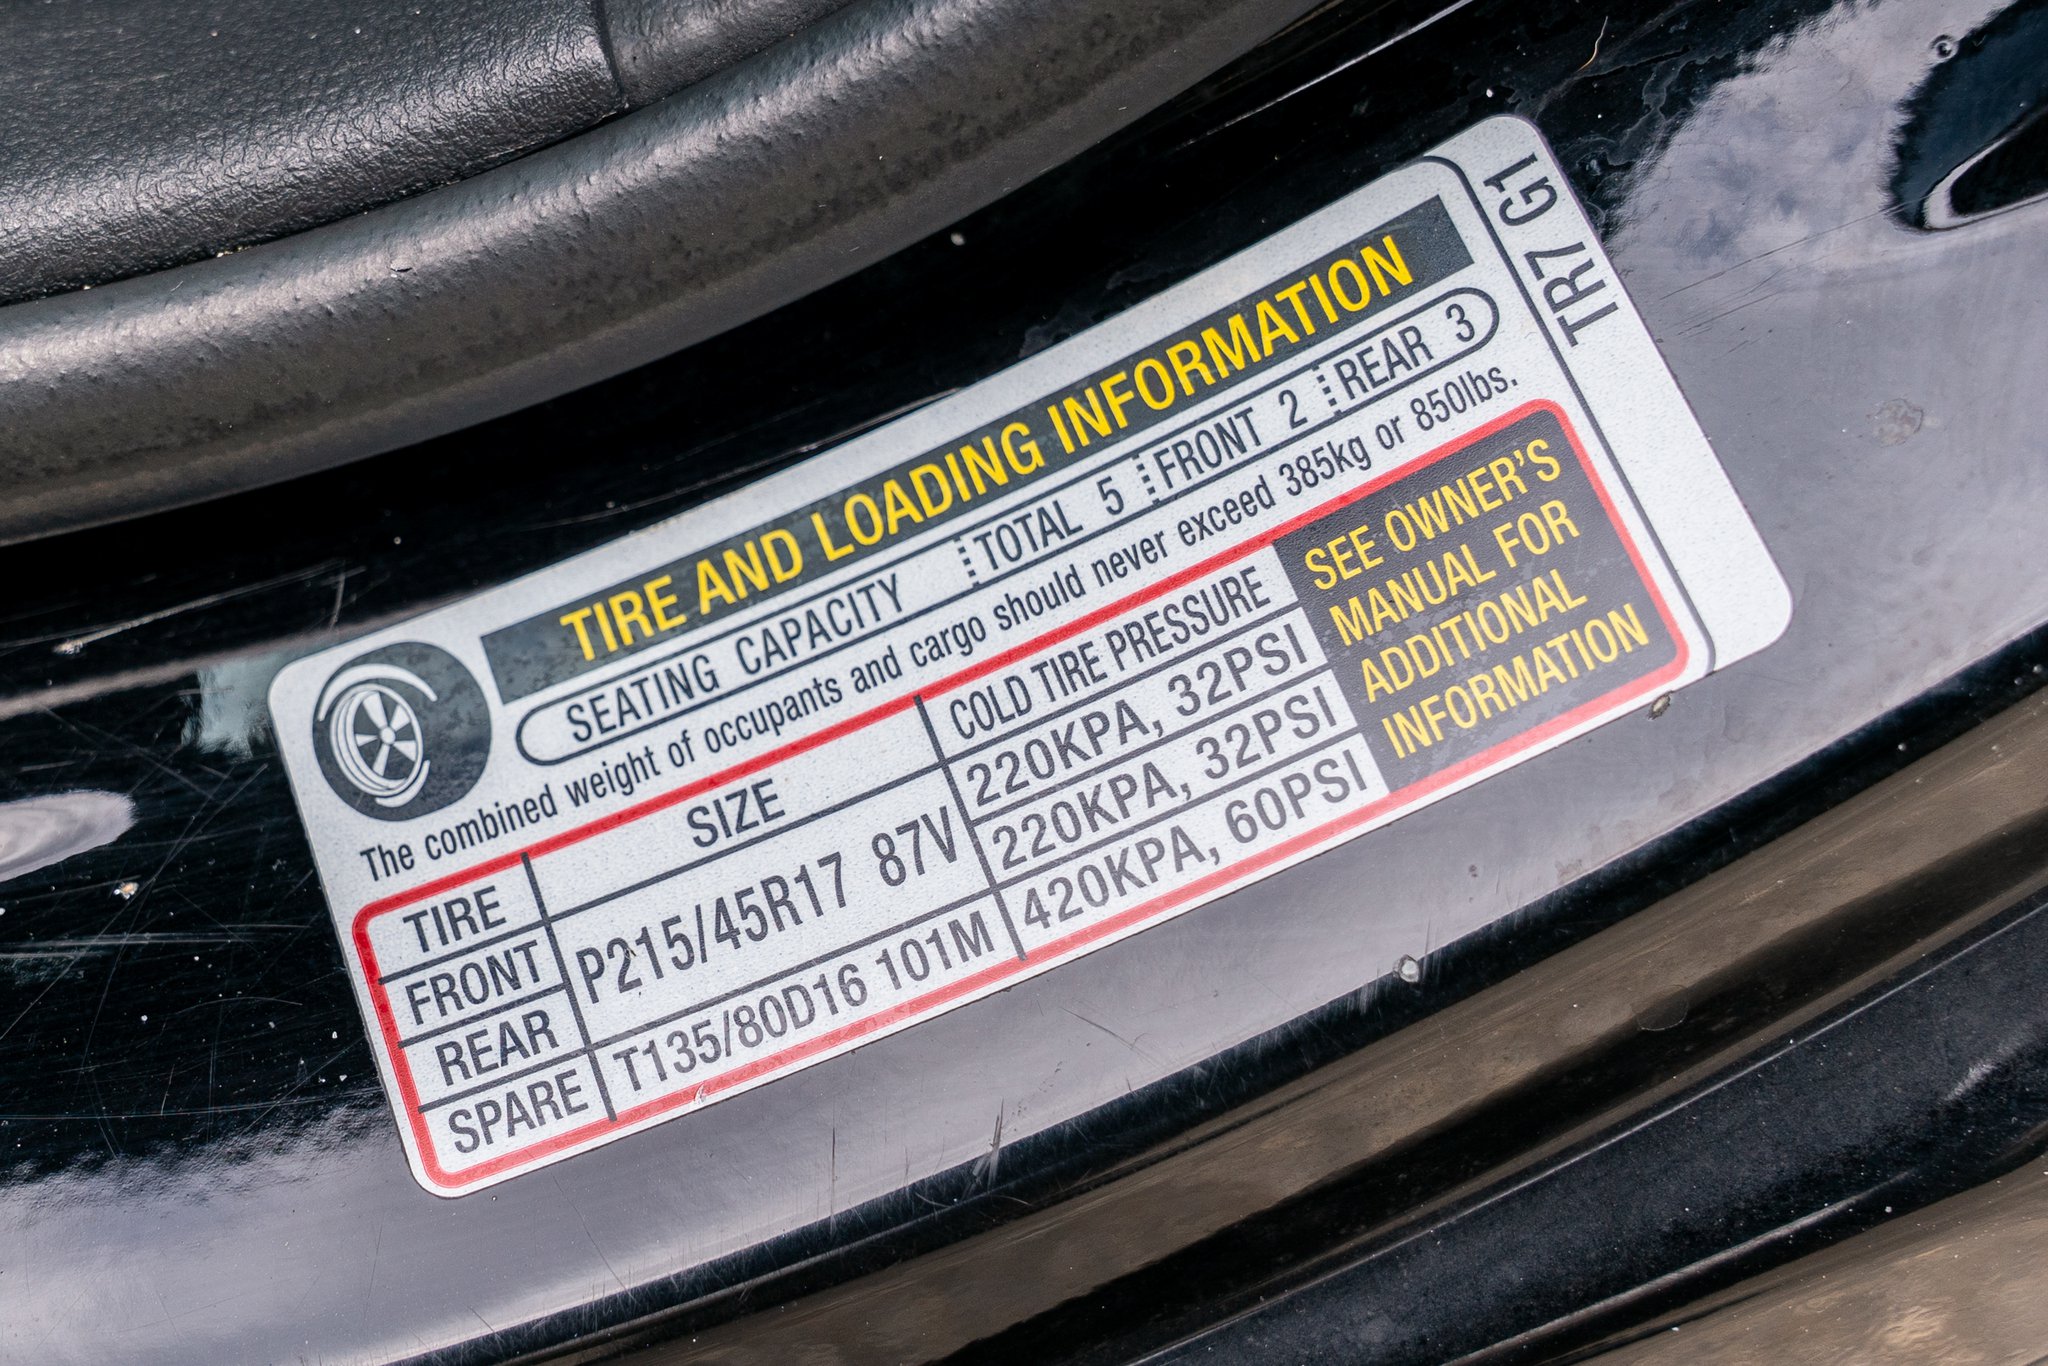 TIRE AND LOADING INFORMATION
SEATING CAPACITY TOTAL 5 FRONT 2 REAR 3
The combined weight of occupants and cargo should never exceed 385kg or 850lbs.
TIRE SIZE COLD TIRE PRESSURE
FRONT P215/45R17 87V 220KPA, 32PSI
REAR 220KPA, 32PSI
SPARE T135/80D16 101M 420KPA, 60PSI
SEE OWNER'S
MANUAL FOR
ADDITIONAL
INFORMATION
TR7 G1